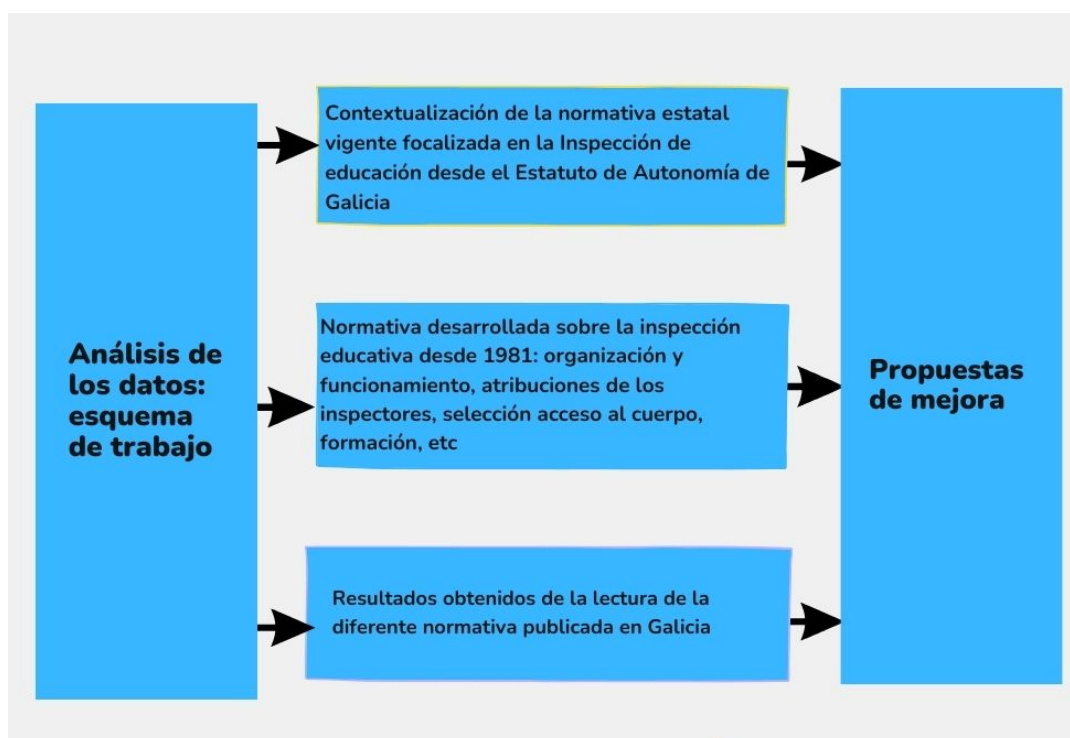 Análisis de
los datos:
esquema
de trabajo
Contextualización de la normativa estatal
vigente focalizada en la Inspección de
educación desde el Estatuto de Autonomía de
Galicia
Normativa desarrollada sobre la inspección
educativa desde 1981: organización y
funcionamiento, atribuciones de los
inspectores, selección acceso al cuerpo,
formación, etc
Resultados obtenidos de la lectura de la
diferente normativa publicada en Galicia
Propuestas
de mejora